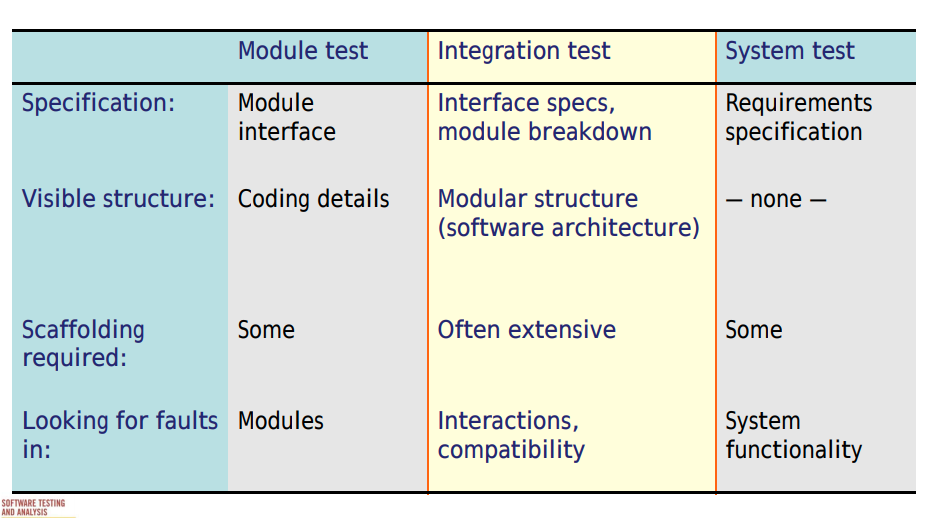 Module test
Integration test
System test
Specification:
Module
interface
Interface specs,
module breakdown
Requirements
specification
Visible structure:
Coding details
Modular structure
(software architecture)
— none —
Scaffolding
required:
Some
Often extensive
Some
Looking for faults
in:
Modules
Interactions,
compatibility
System
functionality
SOFTWARE TESTING
AND ANALYSIS